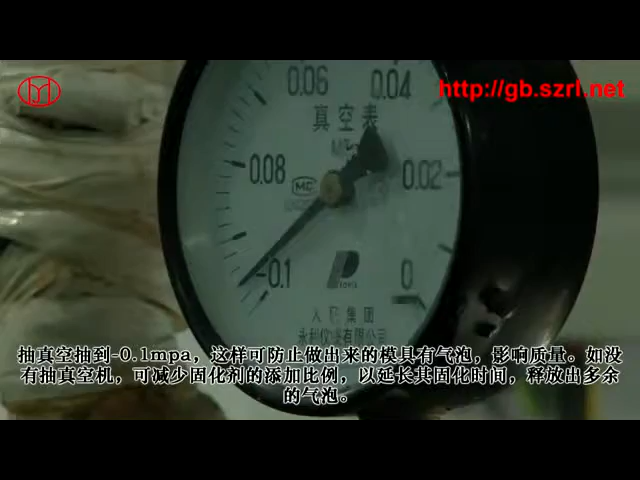 http://gb.szrl.net
0.06
0.04
真空表
0.08
0.02
MC
-0.1
0
抽真空抽到-0.1mpa，这样可防止做出来的模具有气泡，影响质量。如没
有抽真空机，可减少固化剂的添加比例，以延长其固化时间，释放出多余
的气泡。